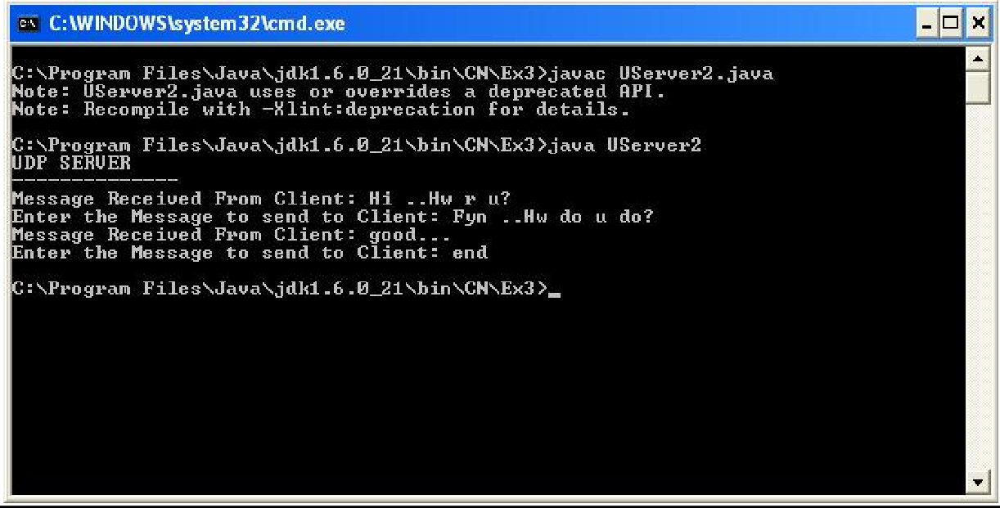 C:\WINDOWS\system32\cmd.exe
C:\Program Files\Java\jdk1.6.0_21\bin\CN\Ex3>javac UServer2.java
Note: UServer2.java uses or overrides a deprecated API.
Note: Recompile with -Xlint:deprecation for details.
C:\Program Files\Java\jdk1.6.0_21\bin\CN\Ex3>java UServer2
UDP SERVER
--------------
Message Received From Client: Hi ..Hw r u?
Enter the Message to send to Client: Fyn ..Hw do u do?
Message Received From Client: good...
Enter the Message to send to Client: end
C:\Program Files\Java\jdk1.6.0_21\bin\CN\Ex3>_